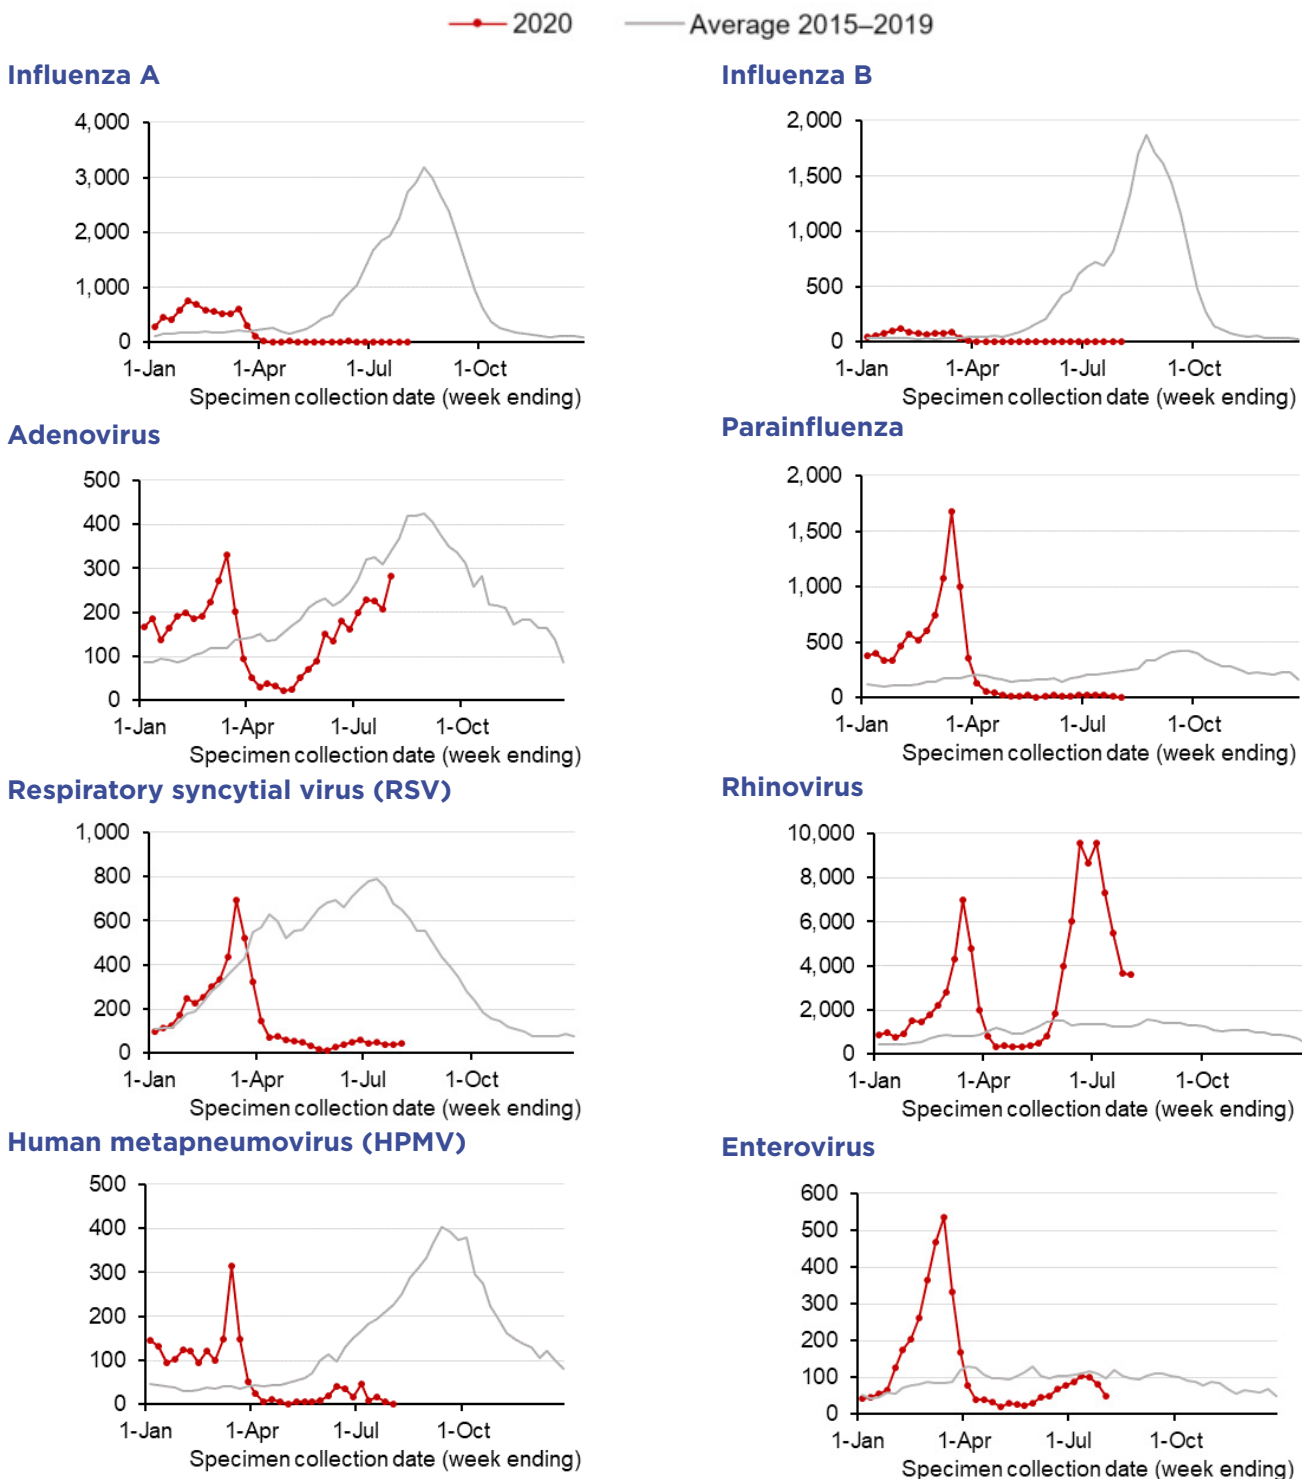 2020 Average 2015–2019
Influenza A
4,000
3,000
2,000
1,000
0
1-Jan 1-Apr 1-Jul 1-Oct
Specimen collection date (week ending)
Influenza B
2,000
1,500
1,000
500
0
1-Jan 1-Apr 1-Jul 1-Oct
Specimen collection date (week ending)
Adenovirus
500
400
300
200
100
0
1-Jan 1-Apr 1-Jul 1-Oct
Specimen collection date (week ending)
Parainfluenza
2,000
1,500
1,000
500
0
1-Jan 1-Apr 1-Jul 1-Oct
Specimen collection date (week ending)
Respiratory syncytial virus (RSV)
1,000
800
600
400
200
0
1-Jan 1-Apr 1-Jul 1-Oct
Specimen collection date (week ending)
Rhinovirus
10,000
8,000
6,000
4,000
2,000
0
1-Jan 1-Apr 1-Jul 1-Oct
Specimen collection date (week ending)
Human metapneumovirus (HPMV)
500
400
300
200
100
0
1-Jan 1-Apr 1-Jul 1-Oct
Specimen collection date (week ending)
Enterovirus
600
500
400
300
200
100
0
1-Jan 1-Apr 1-Jul 1-Oct
Specimen collection date (week ending)